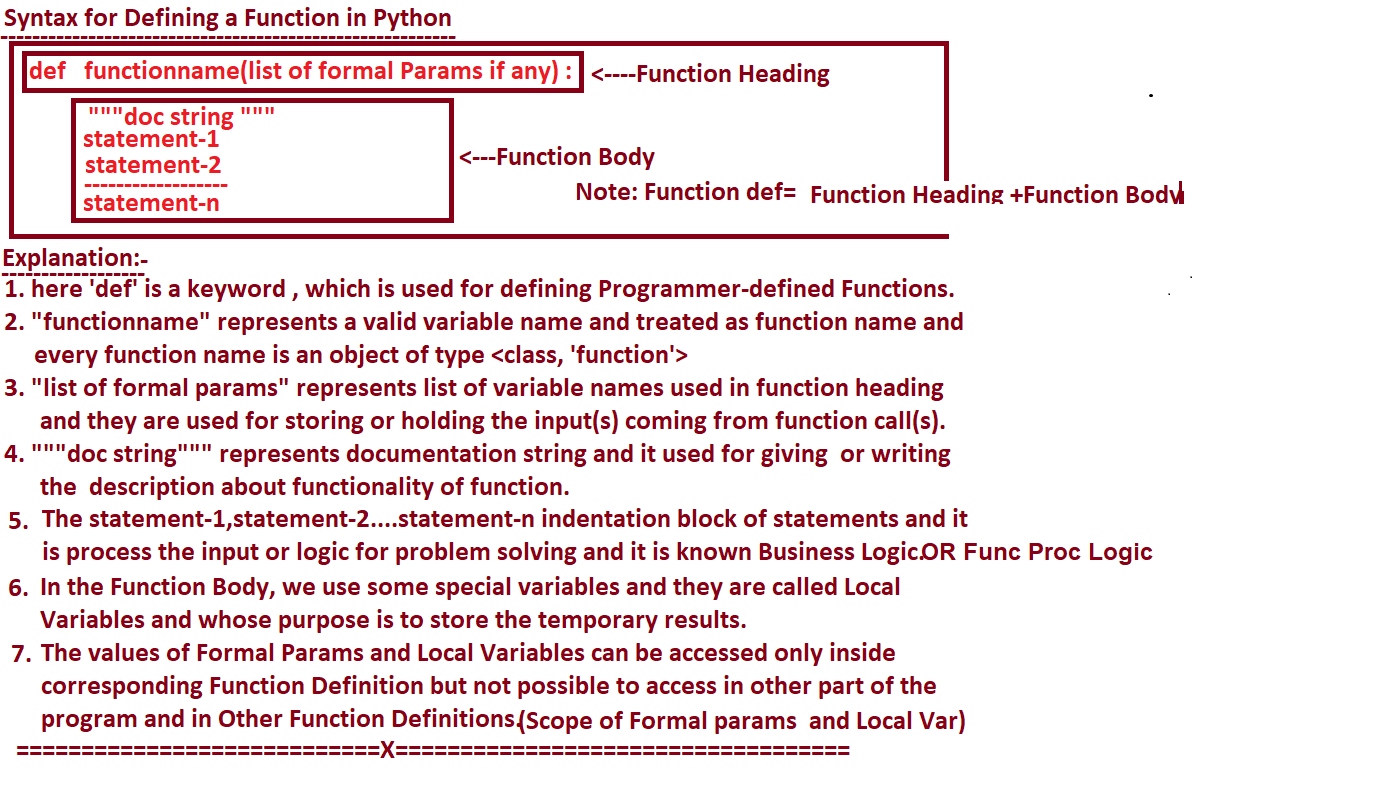 Syntax for Defining a Function in Python
-------------------------------------------------------
def functionname(list of formal Params if any) : <----Function Heading
"""doc string """
statement-1
statement-2 <---Function Body
------------------
statement-n
Note: Function def= Function Heading +Function Body
Explanation:-
------------------
1. here 'def' is a keyword , which is used for defining Programmer-defined Functions.
2. "functionname" represents a valid variable name and treated as function name and
every function name is an object of type <class, 'function'>
3. "list of formal params" represents list of variable names used in function heading
and they are used for storing or holding the input(s) coming from function call(s).
4. """doc string""" represents documentation string and it used for giving or writing
the description about functionality of function.
5. The statement-1,statement-2....statement-n indentation block of statements and it
is process the input or logic for problem solving and it is known Business Logic.OR Func Proc Logic
6. In the Function Body, we use some special variables and they are called Local
Variables and whose purpose is to store the temporary results.
7. The values of Formal Params and Local Variables can be accessed only inside
corresponding Function Definition but not possible to access in other part of the
program and in Other Function Definitions.(Scope of Formal params and Local Var)
============================X===================================